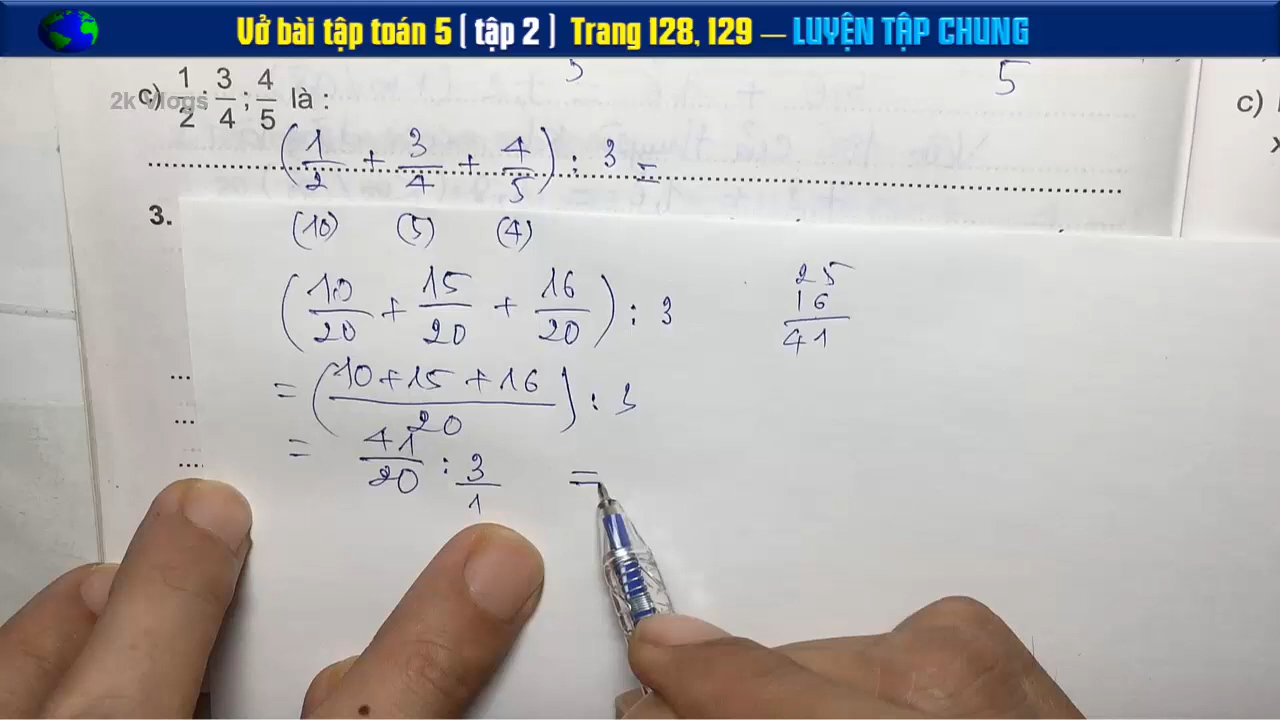 Vở bài tập toán 5 ( tập 2 ) Trang 128, 129 – LUYỆN TẬP CHUNG
5
c) 1/2 ; 3/4 ; 4/5 là :
2k Vlogs
c)
(1/2 + 3/4 + 4/5) : 3 =
3.
(10) (5) (4)
(10/20 + 15/20 + 16/20) : 3
25
16
41
= (10+15+16/20) : 3
= 41/20 : 3/1 =